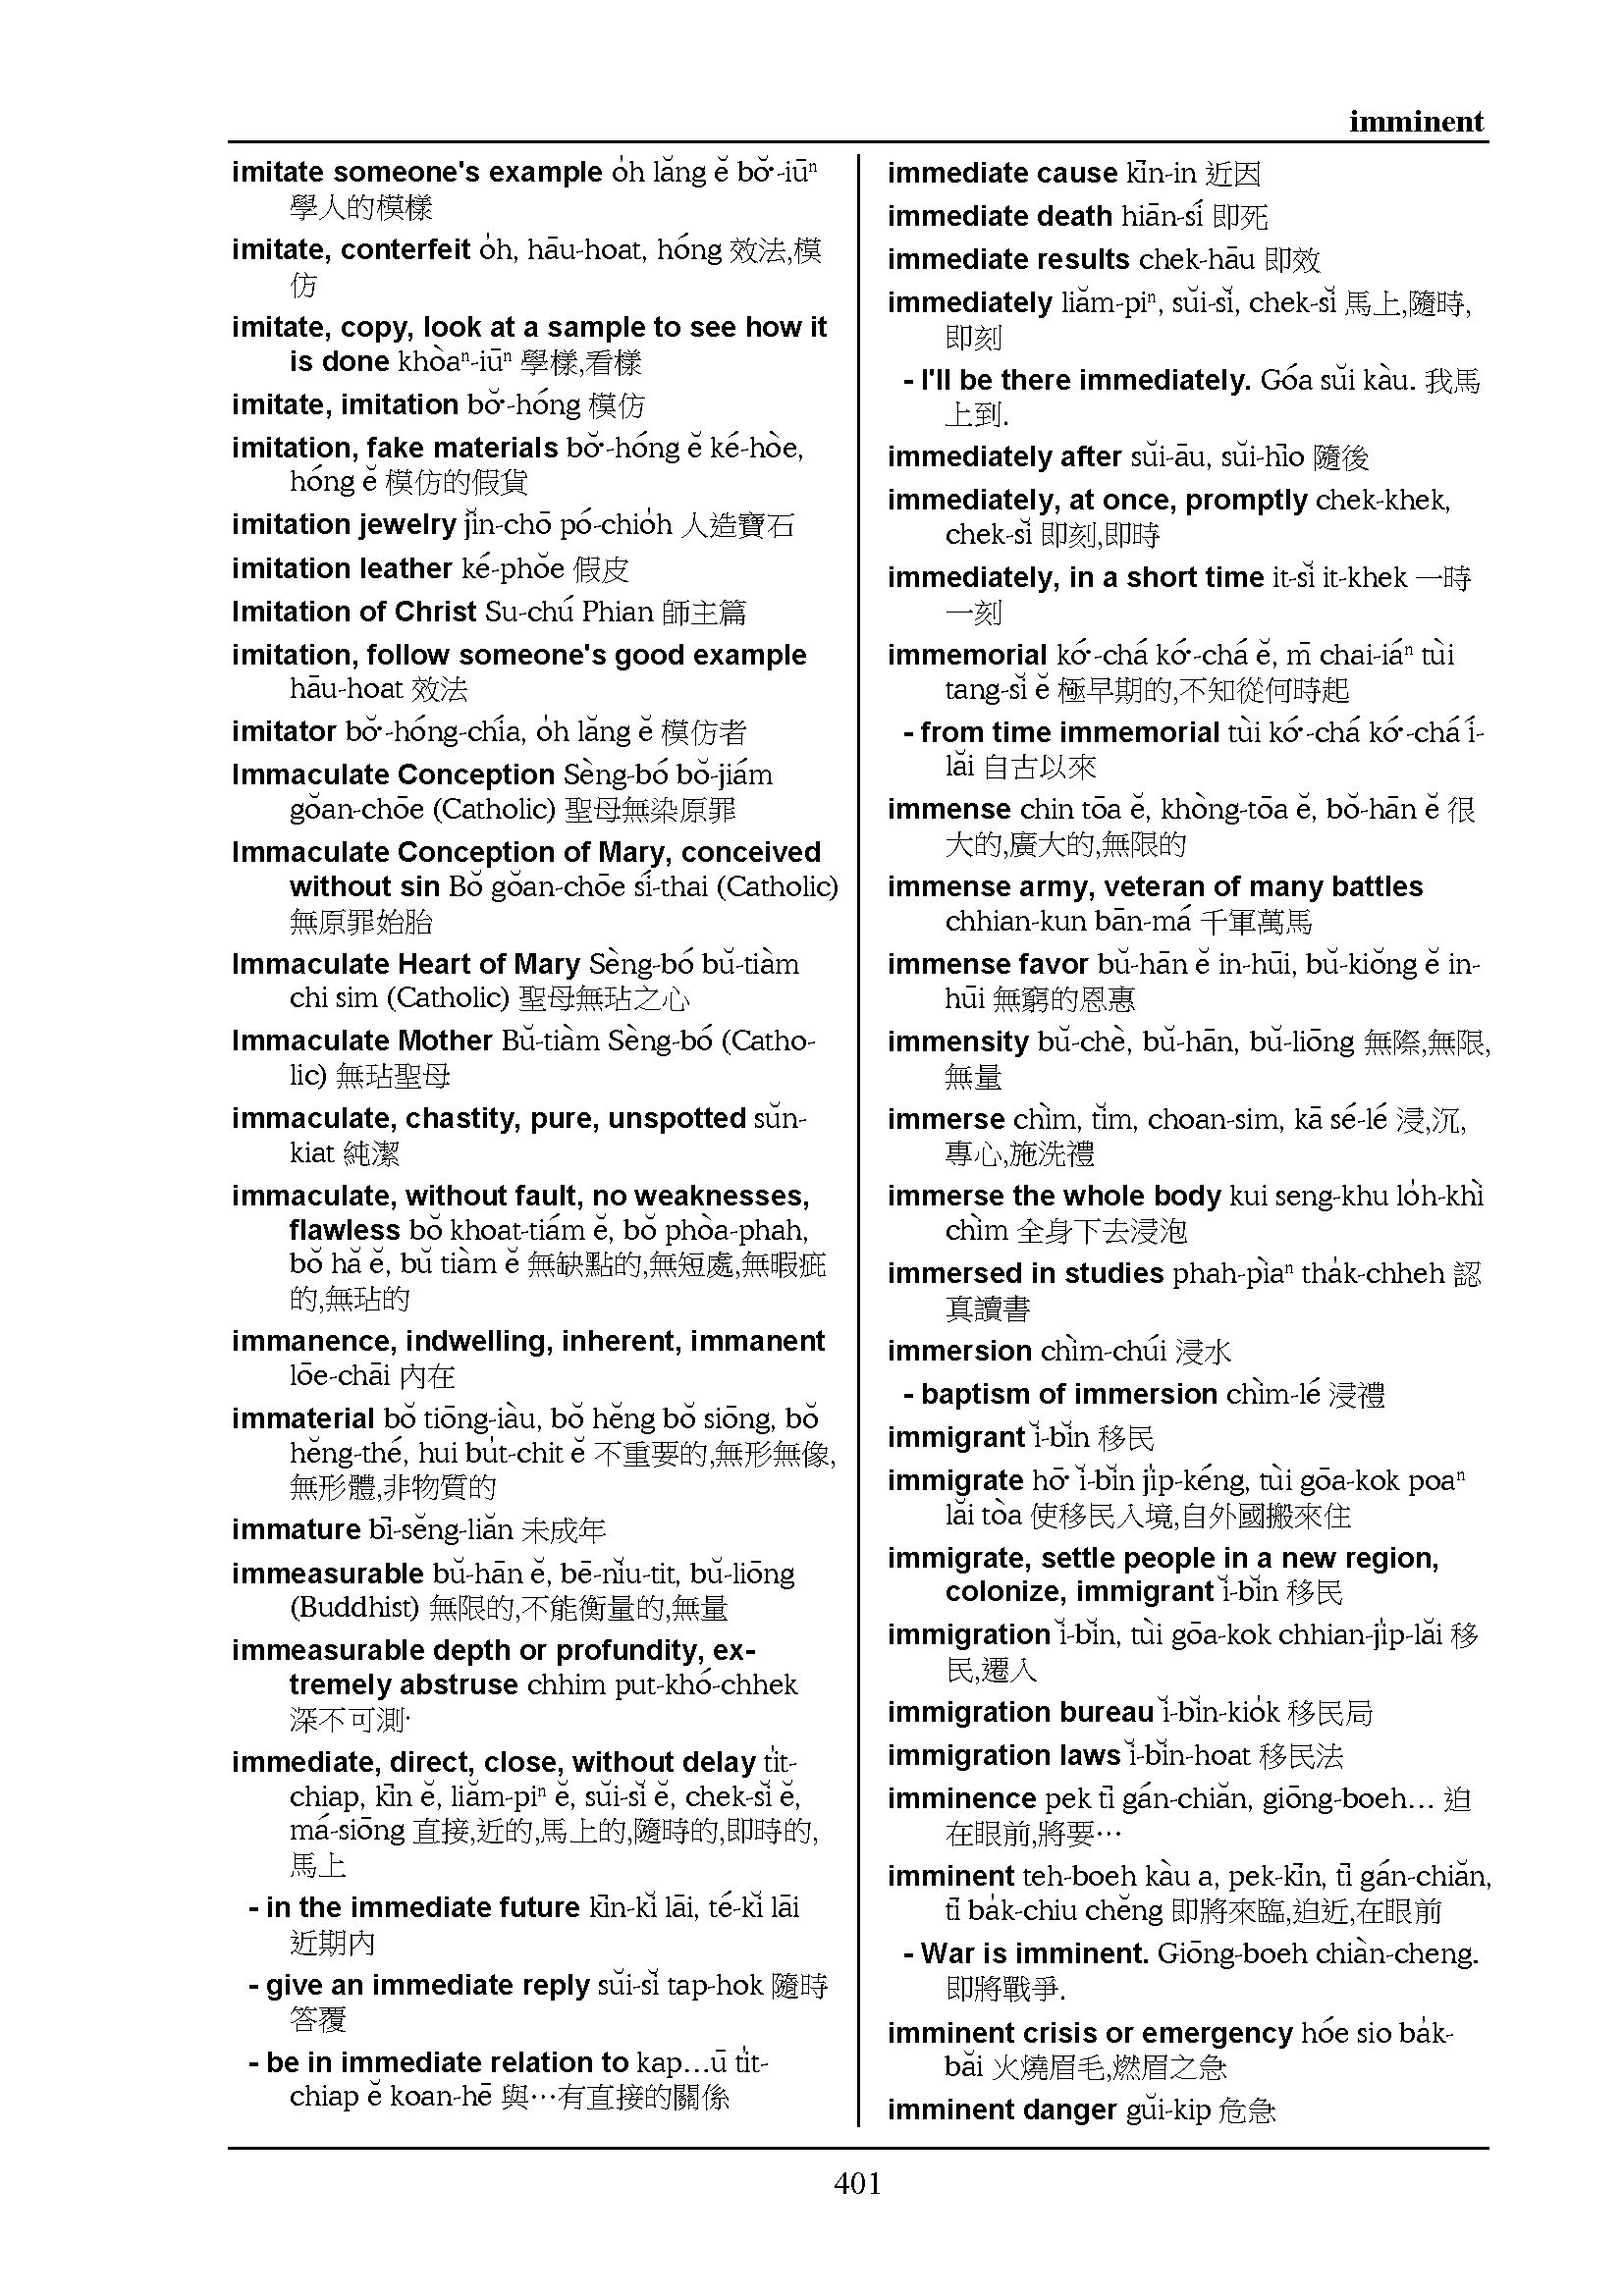 imminent
imitate someone's example o̍h lăng ĕ bŏ͘-iūⁿ
學人的模樣
imitate, conterfeit o̍h, hāu-hoat, hóng 效法,模
仿
imitate, copy, look at a sample to see how it
is done khòaⁿ-iūⁿ 學樣,看樣
imitate, imitation bŏ͘-hóng 模仿
imitation, fake materials bŏ͘-hóng ĕ ké-hòe,
hóng ĕ 模仿的假貨
imitation jewelry jĭn-chō pó-chio̍h 人造寶石
imitation leather ké-phŏe 假皮
Imitation of Christ Su-chú Phian 師主篇
imitation, follow someone's good example
hāu-hoat 效法
imitator bŏ͘-hóng-chía, o̍h lăng ĕ 模仿者
Immaculate Conception Sèng-bó bŏ-jiám
gŏan-chōe (Catholic) 聖母無染原罪
Immaculate Conception of Mary, conceived
without sin Bŏ gŏan-chōe sí-thai (Catholic)
無原罪始胎
Immaculate Heart of Mary Sèng-bó bŭ-tiàm
chi sim (Catholic) 聖母無玷之心
Immaculate Mother Bŭ-tiàm Sèng-bó (Catho-
lic) 無玷聖母
immaculate, chastity, pure, unspotted sŭn-
kiat 純潔
immaculate, without fault, no weaknesses,
flawless bŏ khoat-tiám ĕ, bŏ phòa-phah,
bŏ hă ĕ, bŭ tiàm ĕ 無缺點的,無短處,無暇疵
的,無玷的
immanence, indwelling, inherent, immanent
lōe-chāi 內在
immaterial bŏ tiōng-iàu, bŏ hĕng bŏ siōng, bŏ
hĕng-thé, hui bu̍t-chit ĕ 不重要的,無形無像,
無形體,非物質的
immature bī-sĕng-liăn 未成年
immeasurable bŭ-hān ĕ, bē-nĭu-tit, bŭ-liōng
(Buddhist) 無限的,不能衡量的,無量
immeasurable depth or profundity, ex-
tremely abstruse chhim put-khó-chhek
深不可測·
immediate, direct, close, without delay ti̍t-
chiap, kīn ĕ, liăm-piⁿ ĕ, sŭi-sĭ ĕ, chek-sĭ ĕ,
má-siōng 直接,近的,馬上的,隨時的,即時的,
馬上
- in the immediate future kīn-kĭ lāi, té-kĭ lāi
近期內
- give an immediate reply sŭi-sĭ tap-hok 隨時
答覆
- be in immediate relation to kap…ū ti̍t-
chiap ĕ koan-hē 與…有直接的關係
immediate cause kīn-in 近因
immediate death hiān-sí 即死
immediate results chek-hāu 即效
immediately liăm-piⁿ, sŭi-sĭ, chek-sĭ 馬上,隨時,
即刻
- I'll be there immediately. Góa sŭi kàu. 我馬
上到.
immediately after sŭi-āu, sŭi-hīo 隨後
immediately, at once, promptly chek-khek,
chek-sĭ 即刻,即時
immediately, in a short time it-sĭ it-khek 一時
一刻
immemorial kó͘-chá kó͘-chá ĕ, m̄ chai-iáⁿ tùi
tang-sĭ ĕ 極早期的,不知從何時起
- from time immemorial tùi kó͘-chá kó͘-chá í-
lăi 自古以來
immense chin tōa ĕ, khòng-tōa ĕ, bŏ-hān ĕ 很
大的,廣大的,無限的
immense army, veteran of many battles
chhian-kun bān-má 千軍萬馬
immense favor bŭ-hān ĕ in-hūi, bŭ-kiŏng ĕ in-
hūi 無窮的恩惠
immensity bŭ-chè, bŭ-hān, bŭ-liōng 無際,無限,
無量
immerse chìm, tĭm, choan-sim, kā sé-lé 浸,沉,
專心,施洗禮
immerse the whole body kui seng-khu lo̍h-khì
chìm 全身下去浸泡
immersed in studies phah-pìaⁿ tha̍k-chheh 認
真讀書
immersion chìm-chúi 浸水
- baptism of immersion chìm-lé 浸禮
immigrant ĭ-bĭn 移民
immigrate hō͘ ĭ-bĭn ji̍p-kéng, tùi gōa-kok poaⁿ
lăi tòa 使移民入境,自外國搬來住
immigrate, settle people in a new region,
colonize, immigrant ĭ-bĭn 移民
immigration ĭ-bĭn, tùi gōa-kok chhian-ji̍p-lăi 移
民,遷入
immigration bureau ĭ-bĭn-kio̍k 移民局
immigration laws ĭ-bĭn-hoat 移民法
imminence pek tī gán-chiăn, giōng-boeh… 迫
在眼前,將要…
imminent teh-boeh kàu a, pek-kīn, tī gán-chiăn,
tī ba̍k-chiu chĕng 即將來臨,迫近,在眼前
- War is imminent. Giōng-boeh chiàn-cheng.
即將戰爭.
imminent crisis or emergency hóe sio ba̍k-
băi 火燒眉毛,燃眉之急
imminent danger gŭi-kip 危急
401